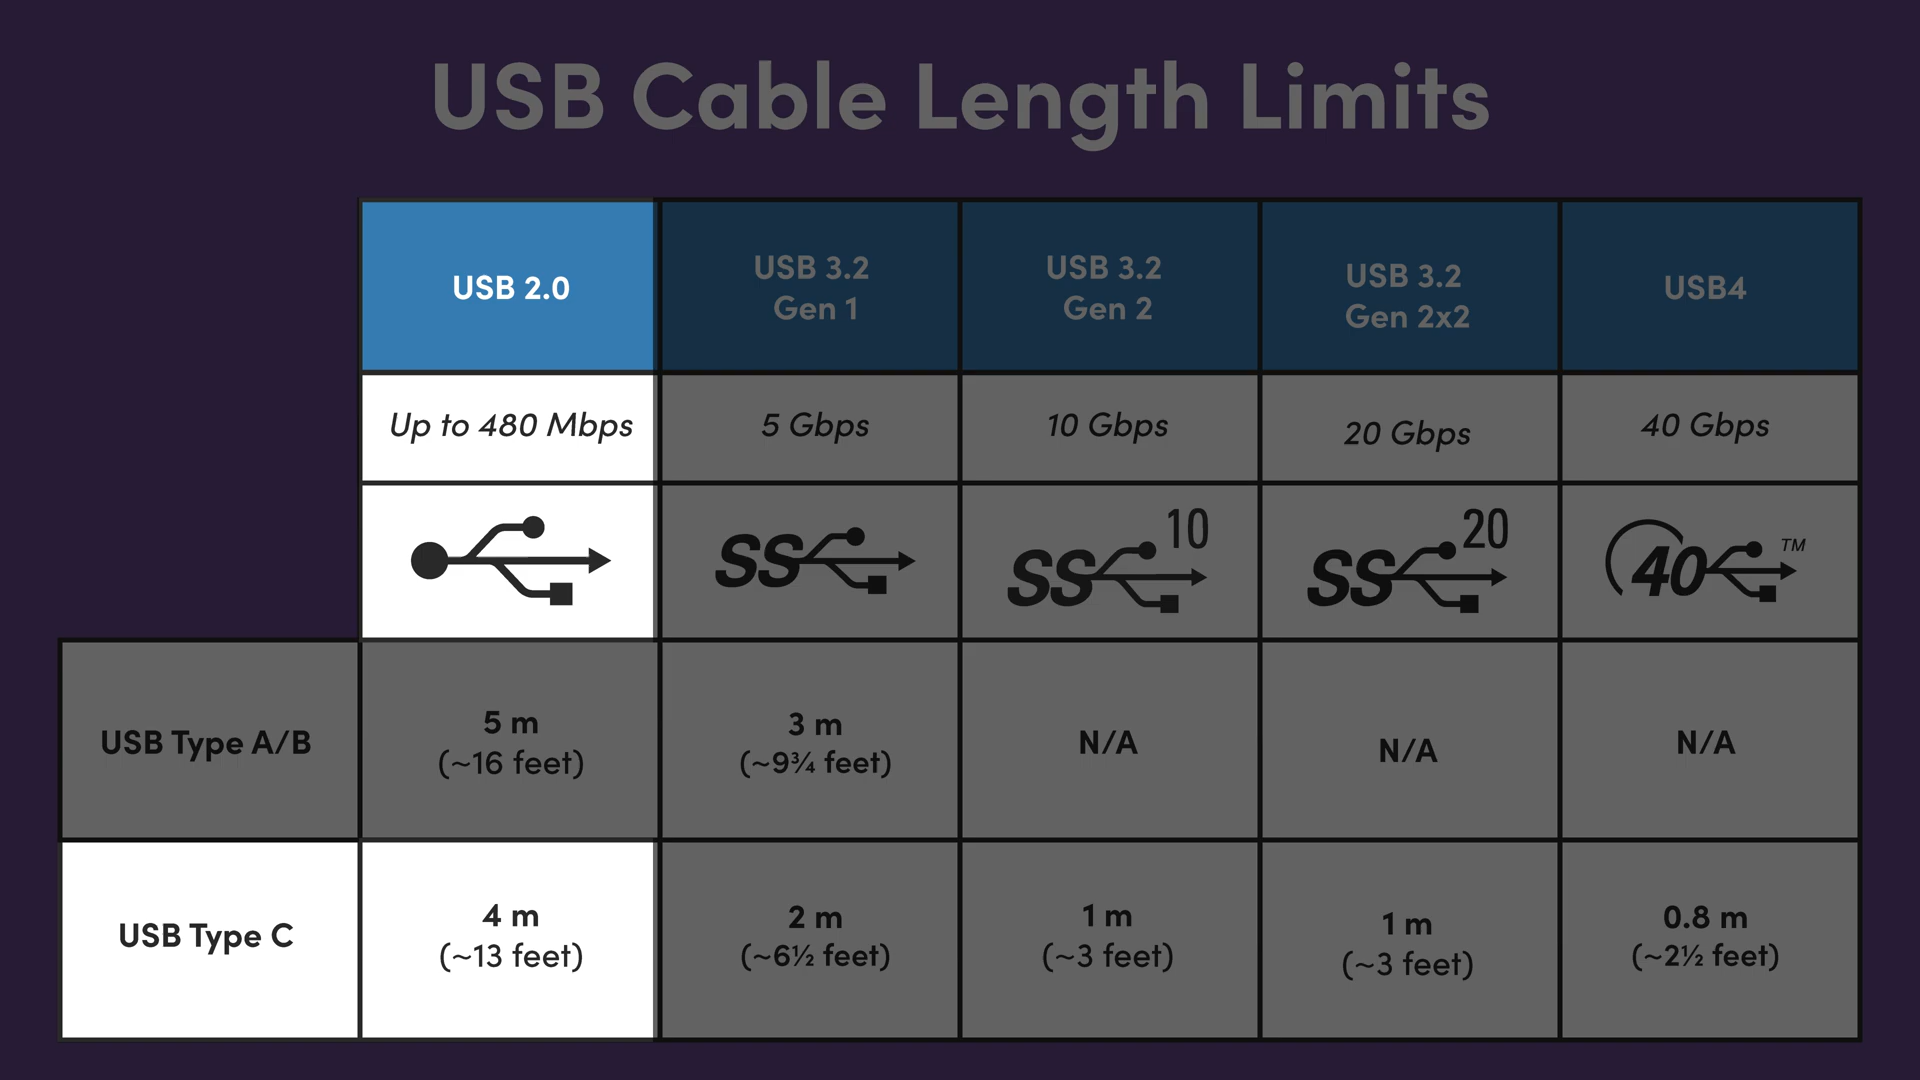 USB Cable Length Limits
USB 2.0
USB 3.2
Gen 1
USB 3.2
Gen 2
USB 3.2
Gen 2x2
USB4
Up to 480 Mbps
5 Gbps
10 Gbps
20 Gbps
40 Gbps
SS
SS 10
SS 20
40 TM
USB Type A/B
5 m
(~16 feet)
3 m
(~9¾ feet)
N/A
N/A
N/A
USB Type C
4 m
(~13 feet)
2 m
(~6½ feet)
1 m
(~3 feet)
1 m
(~3 feet)
0.8 m
(~2½ feet)